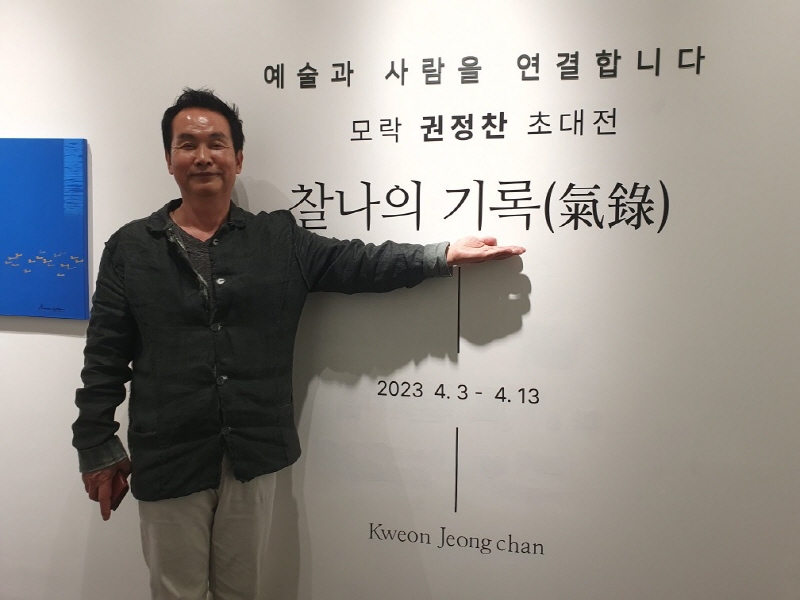 예술과 사람을 연결합니다
모락 권정찬 초대전
찰나의 기록(氣錄)
2023 4. 3 - 4. 13
Kweon Jeong chan